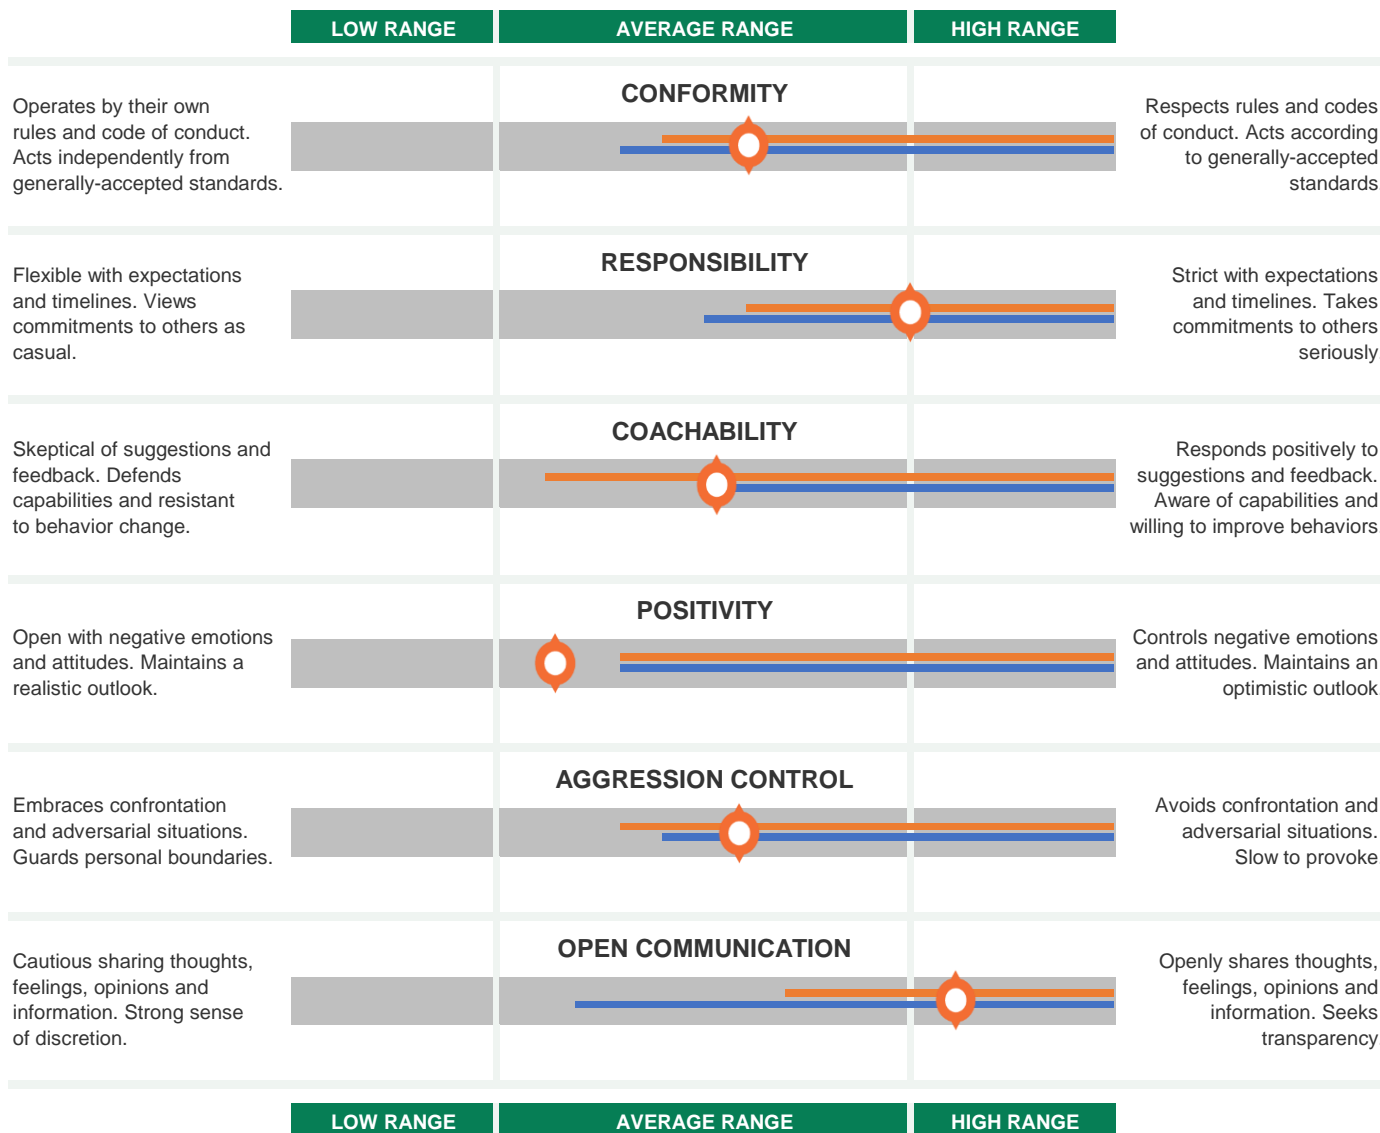 LOW RANGE
AVERAGE RANGE
HIGH RANGE
CONFORMITY
Operates by their own
rules and code of conduct.
Acts independently from
generally-accepted standards.
Respects rules and codes
of conduct. Acts according
to generally-accepted
standards
RESPONSIBILITY
Flexible with expectations
and timelines. Views
commitments to others as
casual.
Strict with expectations
and timelines. Takes
commitments to others
seriously
COACHABILITY
Skeptical of suggestions and
feedback. Defends
capabilities and resistant
to behavior change.
Responds positively to
suggestions and feedback.
Aware of capabilities and
willing to improve behaviors
POSITIVITY
Open with negative emotions
and attitudes. Maintains a
realistic outlook.
Controls negative emotions
and attitudes. Maintains an
optimistic outlook
AGGRESSION CONTROL
Embraces confrontation
and adversarial situations.
Guards personal boundaries.
Avoids confrontation and
adversarial situations.
Slow to provoke
OPEN COMMUNICATION
Cautious sharing thoughts,
feelings, opinions and
information. Strong sense
of discretion.
Openly shares thoughts,
feelings, opinions and
information. Seeks
transparency
LOW RANGE
AVERAGE RANGE
HIGH RANGE